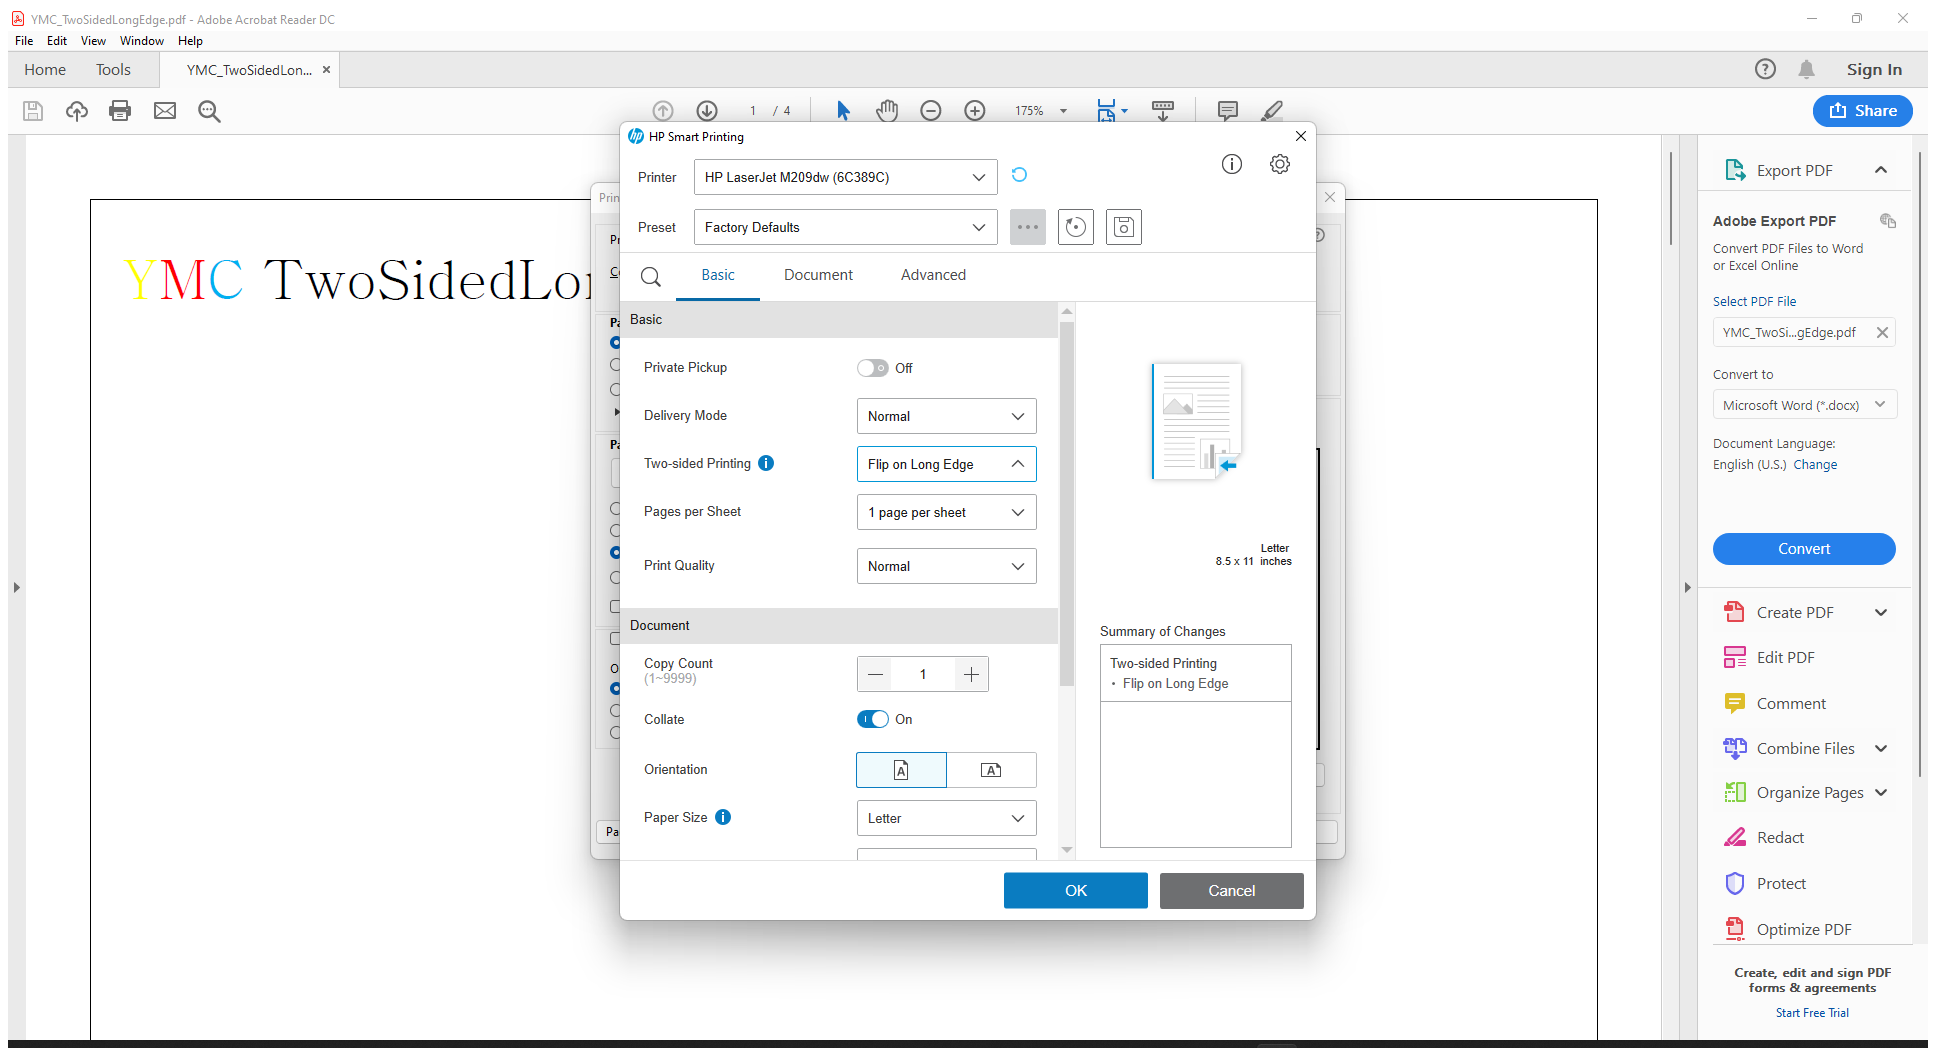 YMC_TwoSidedLongEdge.pdf - Adobe Acrobat Reader DC
File Edit View Window Help
Home Tools YMC_TwoSidedLon... Sign In
1 / 4 175% Share
HP Smart Printing
Printer HP LaserJet M209dw (6C389C)
Preset Factory Defaults
Basic Document Advanced
Basic
Private Pickup Off
Delivery Mode Normal
Two-sided Printing Flip on Long Edge
Pages per Sheet 1 page per sheet
Print Quality Normal
Document
Copy Count 1
(1~9999)
Collate On
Orientation
Paper Size Letter
Letter
8.5 x 11 inches
Summary of Changes
Two-sided Printing
• Flip on Long Edge
OK Cancel
YMC TwoSidedLon
Export PDF
Adobe Export PDF
Convert PDF Files to Word
or Excel Online
Select PDF File
YMC_TwoSi...gEdge.pdf
Convert to
Microsoft Word (*.docx)
Document Language:
English (U.S.) Change
Convert
Create PDF
Edit PDF
Comment
Combine Files
Organize Pages
Redact
Protect
Optimize PDF
Create, edit and sign PDF
forms & agreements
Start Free Trial